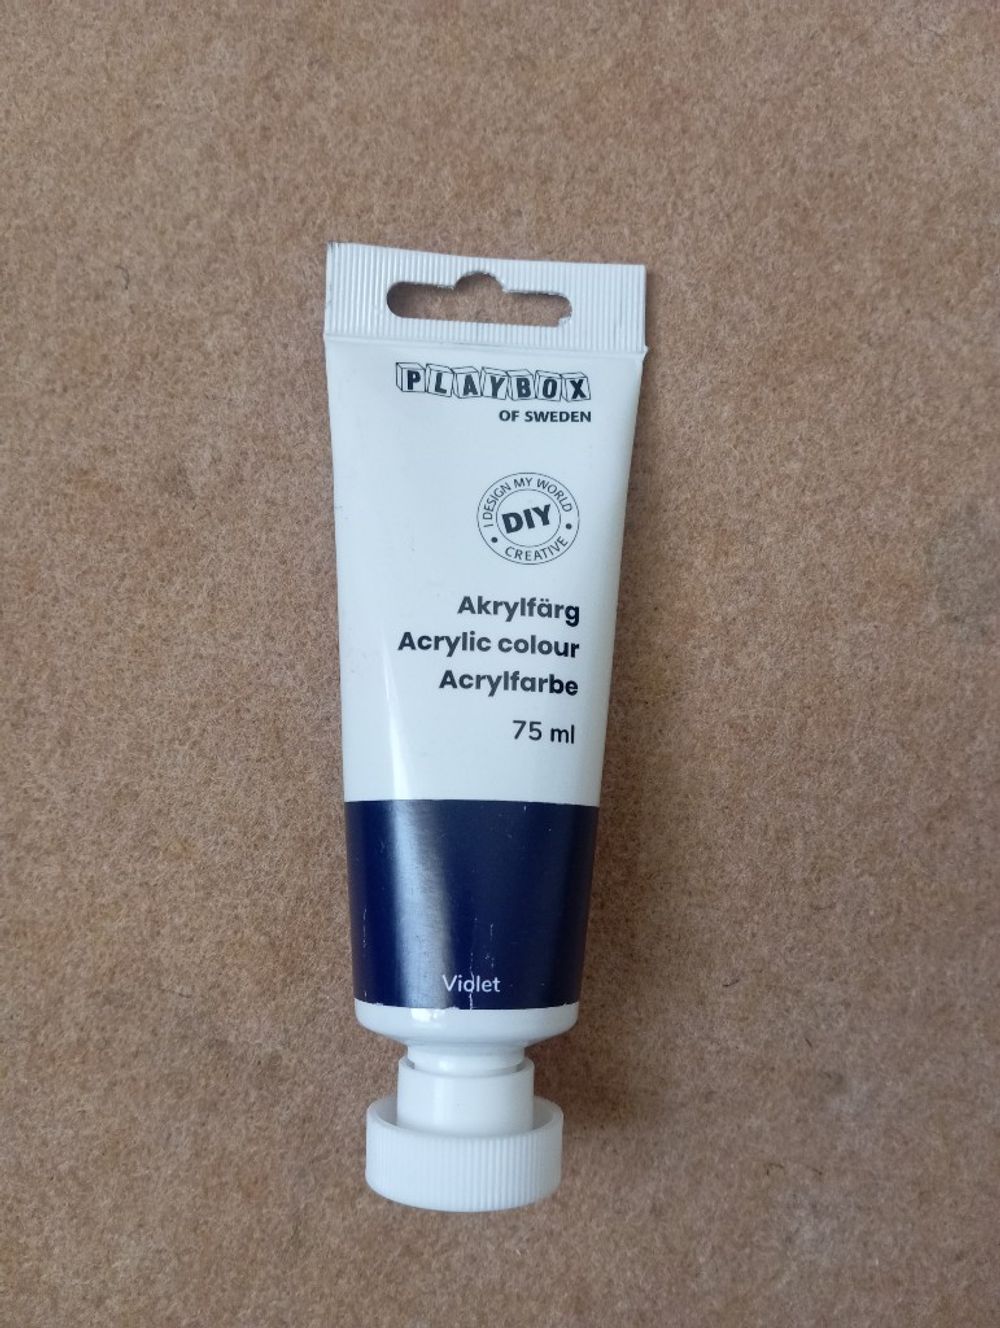 PLAYBOX
OF SWEDEN
I DESIGN MY WORLD
DIY
• CREATIVE •
Akrylfärg
Acrylic colour
Acrylfarbe
75 ml
Violet